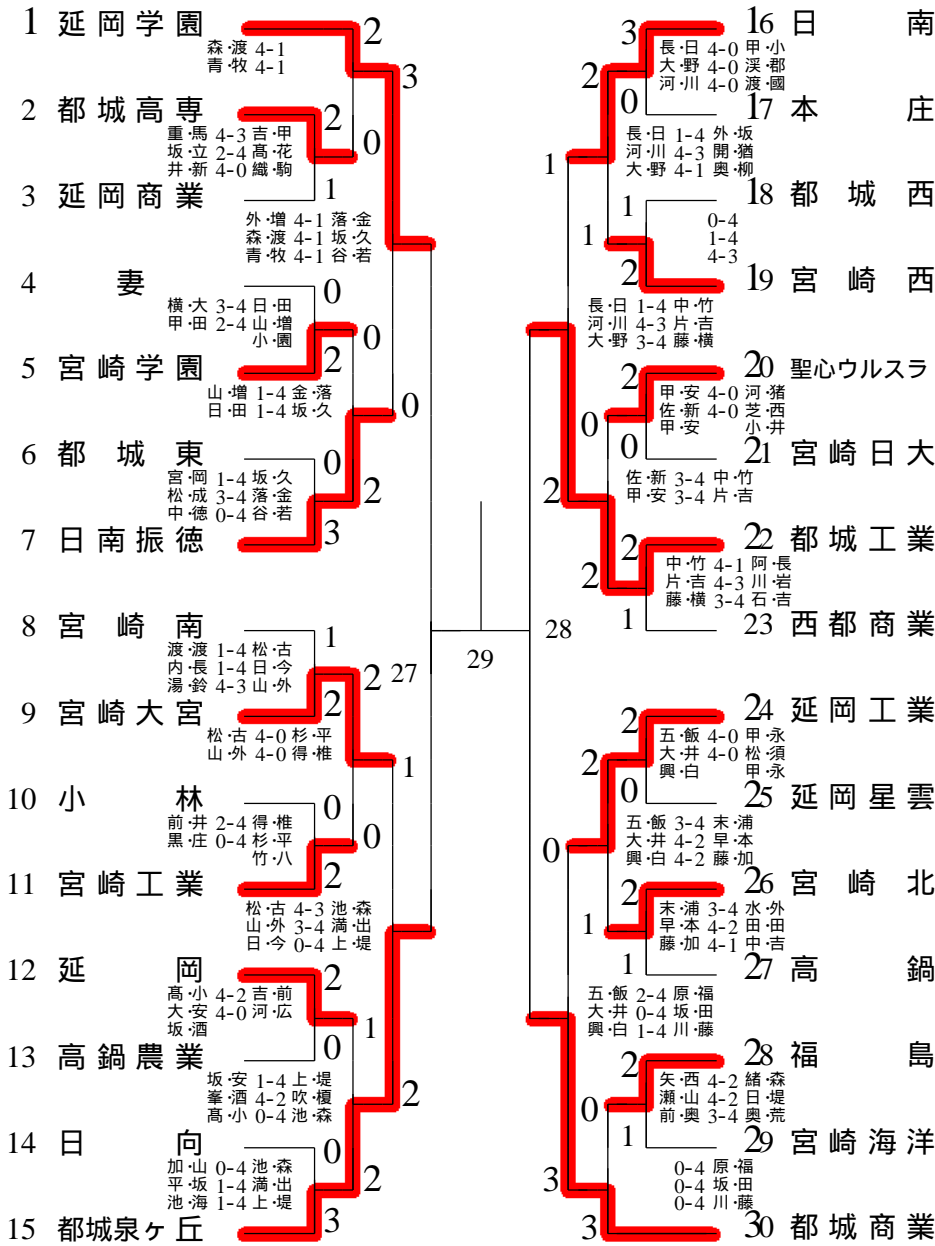 1 延岡学園
2
森・渡 4-1
青・牧 4-1
3
2 都城高専
2
重・馬 4-3 吉・甲
坂・立 2-4 髙・花
井・新 4-0 織・駒
0
3 延岡商業
1
外・増 4-1 落・金
森・渡 4-1 坂・久
青・牧 4-1 谷・若
4 妻
0
横・大 3-4 日・田
甲・田 2-4 山・増
小・園
0
5 宮崎学園
2
山・増 1-4 金・落
日・田 1-4 坂・久
0
6 都城東
0
宮・岡 1-4 坂・久
松・成 3-4 落・金
中・徳 0-4 谷・若
2
7 日南振徳
3
8 宮崎南
1
渡・渡 1-4 松・古
内・長 1-4 日・今
湯・鈴 4-3 山・外
2
27
9 宮崎大宮
2
松・古 4-0 杉・平
山・外 4-0 得・椎
1
10 小林
0
前・井 2-4 得・椎
黒・庄 0-4 杉・平
竹・八
0
11 宮崎工業
2
松・古 4-3 池・森
山・外 3-4 満・出
日・今 0-4 上・堤
12 延岡
2
髙・小 4-2 吉・前
大・安 4-0 河・広
坂・酒
1
13 高鍋農業
0
坂・安 1-4 上・堤
峯・酒 4-2 吹・榎
髙・小 0-4 池・森
2
14 日向
0
加・山 0-4 池・森
平・坂 1-4 満・出
池・海 1-4 上・堤
2
15 都城泉ヶ丘
3
29
28
16 日南
3
長・日 4-0 甲・小
大・野 4-0 渓・郡
河・川 4-0 渡・國
2
17 本庄
0
長・日 1-4 外・坂
河・川 4-3 開・猶
大・野 4-1 奥・柳
1
18 都城西
1
0-4
1-4
4-3
1
19 宮崎西
2
長・日 1-4 中・竹
河・川 4-3 片・吉
大・野 3-4 藤・横
20 聖心ウルスラ
2
甲・安 4-0 河・猪
佐・新 4-0 芝・西
甲・安 小・井
0
21 宮崎日大
0
佐・新 3-4 中・竹
甲・安 3-4 片・吉
2
22 都城工業
2
中・竹 4-1 阿・長
片・吉 4-3 川・岩
藤・横 3-4 石・吉
2
23 西都商業
1
24 延岡工業
2
五・飯 4-0 甲・永
大・井 4-0 松・須
興・白 甲・永
2
25 延岡星雲
0
五・飯 3-4 末・浦
大・井 4-2 早・本
興・白 4-2 藤・加
0
26 宮崎北
2
末・浦 3-4 水・外
早・本 4-2 田・田
藤・加 4-1 中・吉
1
27 高鍋
1
五・飯 2-4 原・福
大・井 0-4 坂・田
興・白 1-4 川・藤
28 福島
2
矢・西 4-2 緒・森
瀬・山 4-2 日・堤
前・奥 3-4 奥・荒
0
29 宮崎海洋
1
0-4 原・福
0-4 坂・田
0-4 川・藤
3
30 都城商業
3